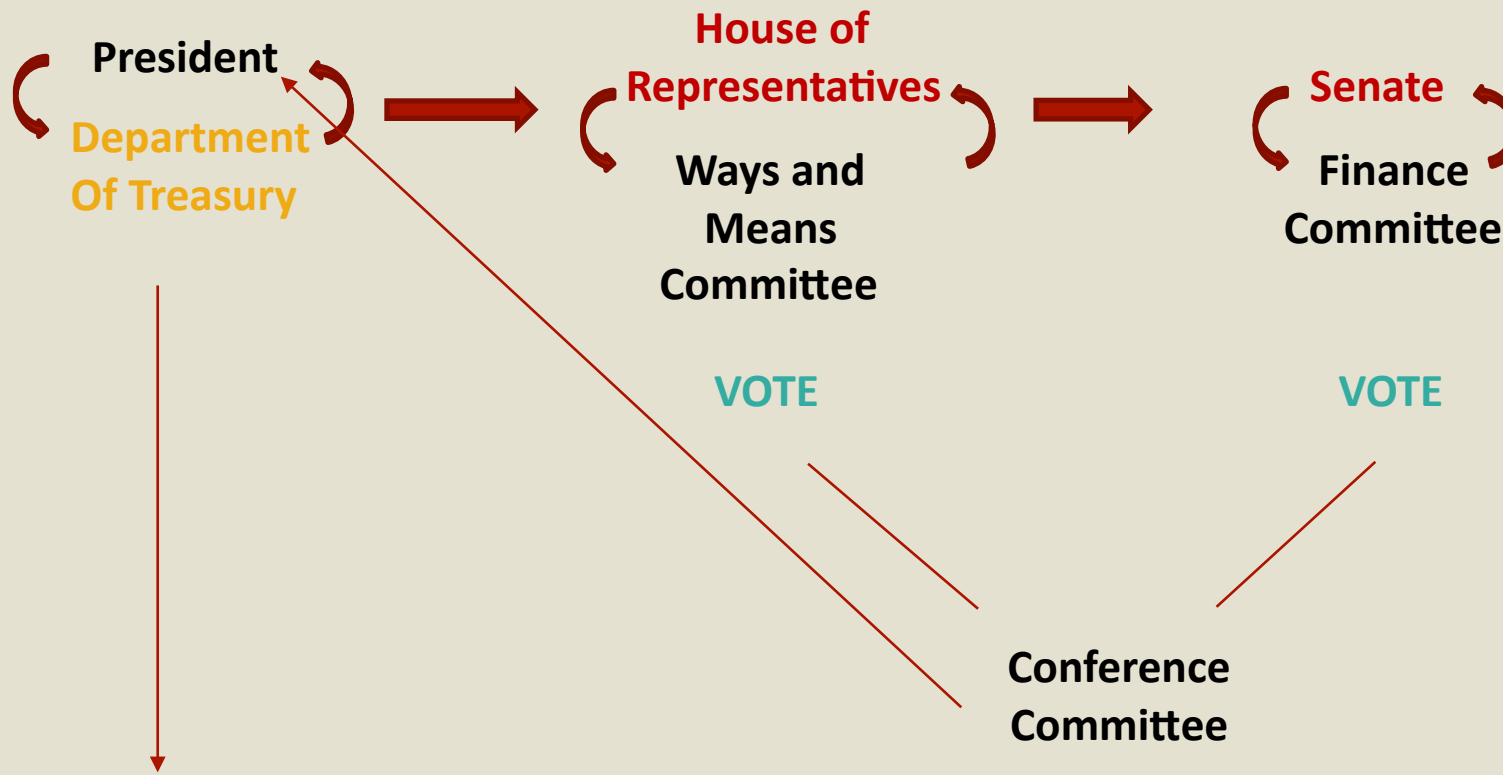 President
Department
Of Treasury
House of
Representatives
Ways and
Means
Committee
VOTE
Senate
Finance
Committee
VOTE
Conference
Committee